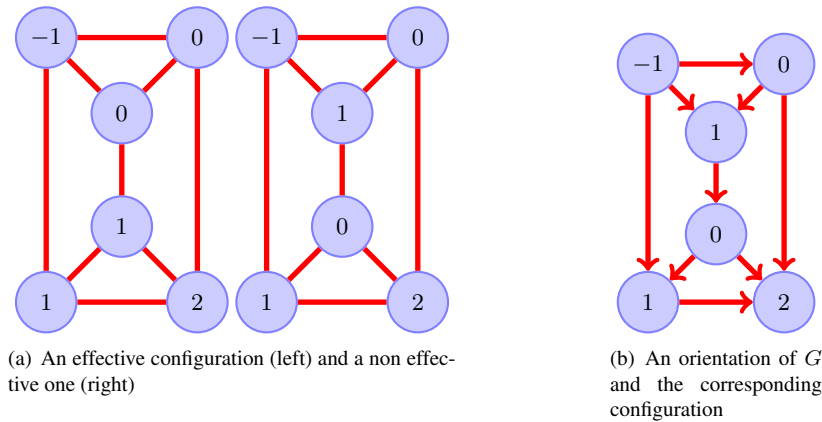 −1 0 −1 0 −1 0
0 1 1
1 0 0
1 2 1 2 1 2
(a) An effective configuration (left) and a non effec-
tive one (right)
(b) An orientation of G
and the corresponding
configuration